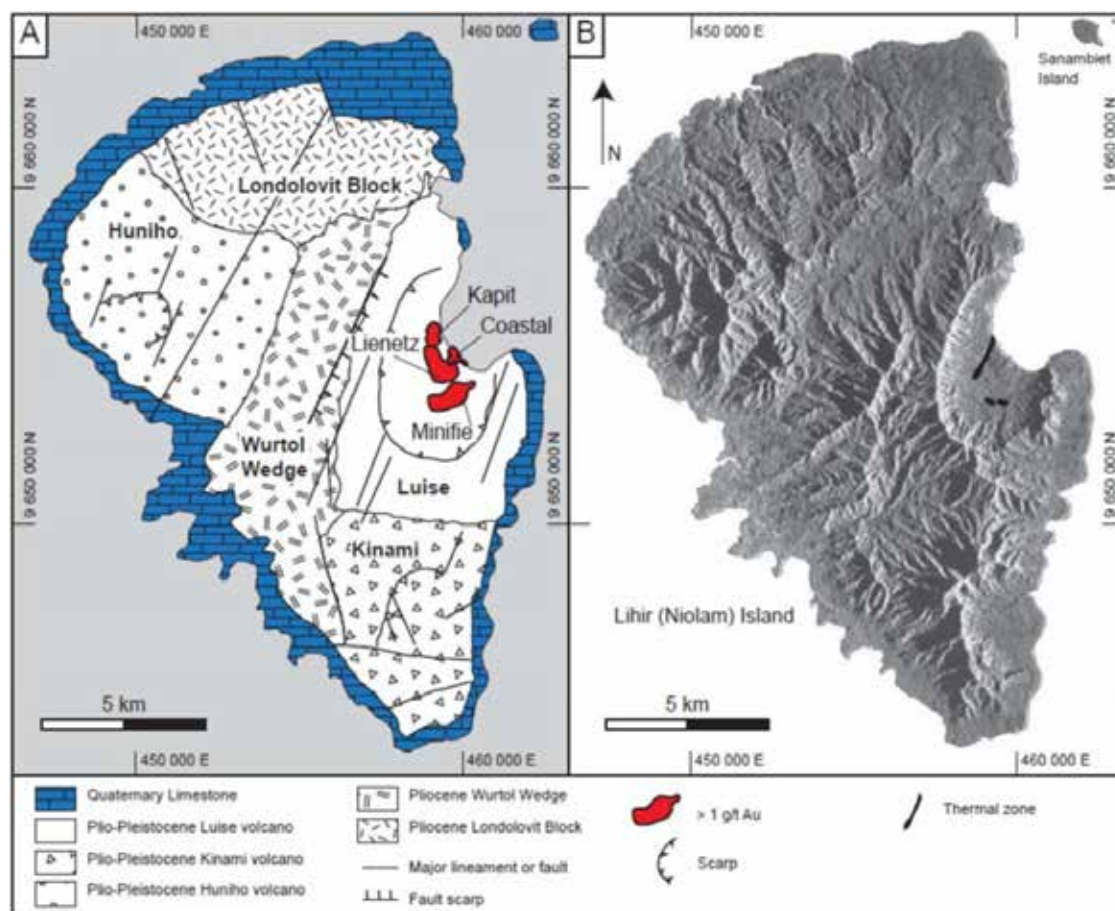 A
450 000 E
460 000
9 660 000 N
Londolovit Block
Huniho
Kapit
Coastal
Lienetz
Minifie
Wurtol
Wedge
Luise
9 650 000 N
Kinami
5 km
450 000 E
460 000 E
B
450 000 E
Sanambiet
Island
N
9 660 000 N
9 650 000 N
Lihir (Niolam) Island
5 km
450 000 E
460 000 E
Quaternary Limestone
Plio-Pleistocene Luise volcano
Plio-Pleistocene Kinami volcano
Plio-Pleistocene Huniho volcano
Pliocene Wurtol Wedge
Pliocene Londolovit Block
Major lineament or fault
Fault scarp
> 1 g/t Au
Scarp
Thermal zone